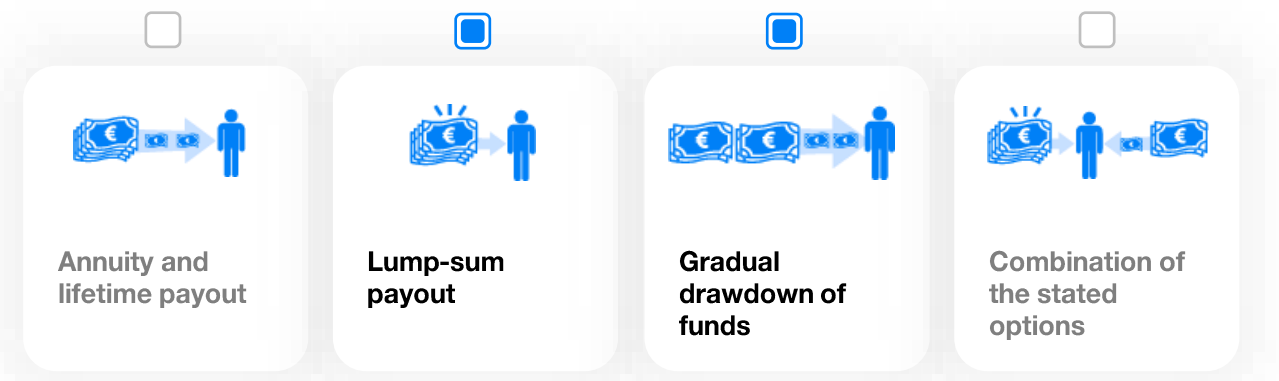 Annuity and
lifetime payout
Lump-sum
payout
Gradual
drawdown of
funds
Combination of
the stated
options